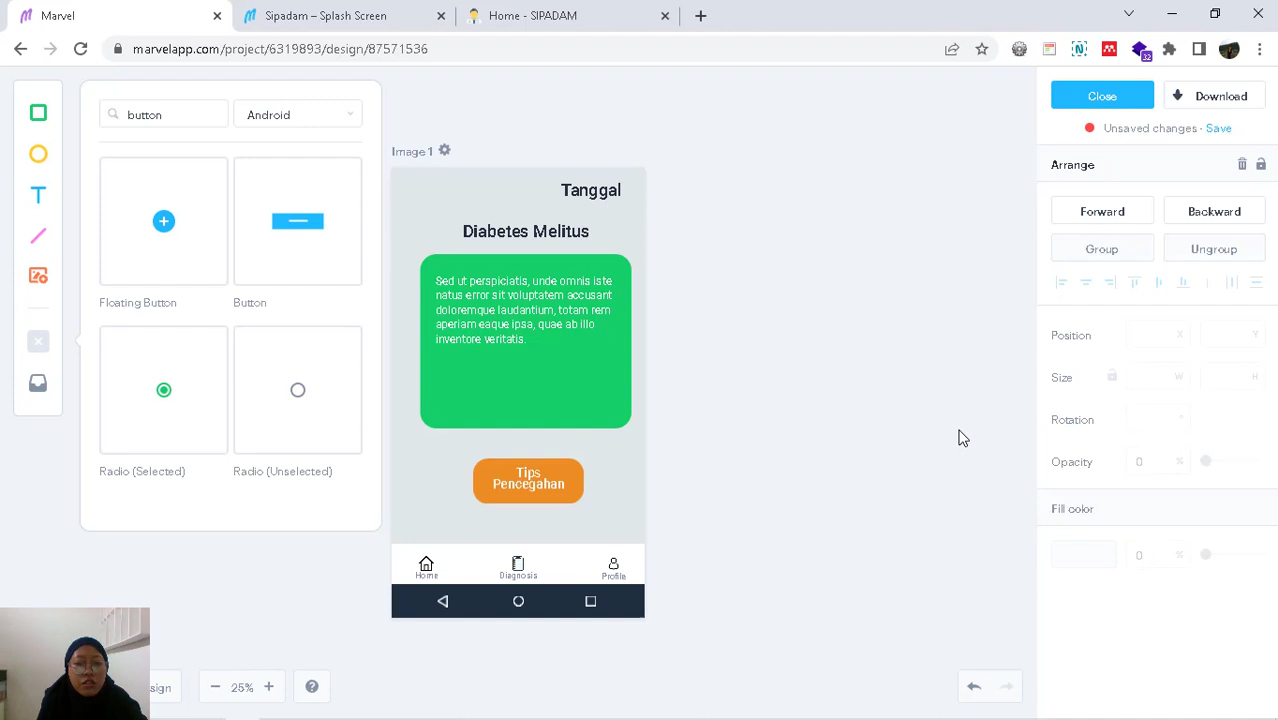 Marvel
Sipadam – Splash Screen
Home - SIPADAM
marvelapp.com/project/6319893/design/87571536
32
button
Android
Floating Button
Button
Radio (Selected)
Radio (Unselected)
Image 1
Tanggal
Diabetes Melitus
Sed ut perspiciatis, unde omnis iste
natus error sit voluptatem accusant
doloremque laudantium, totam rem
aperiam eaque ipsa, quae ab illo
inventore veritatis.
Tips
Pencegahan
Home
Diagnosis
Profila
Close
Download
Unsaved changes - Save
Arrange
Forward
Backward
Group
Ungroup
Position
X
Y
Size
W
H
Rotation
°
Opacity
0
%
Fill color
0
%
sign
25%